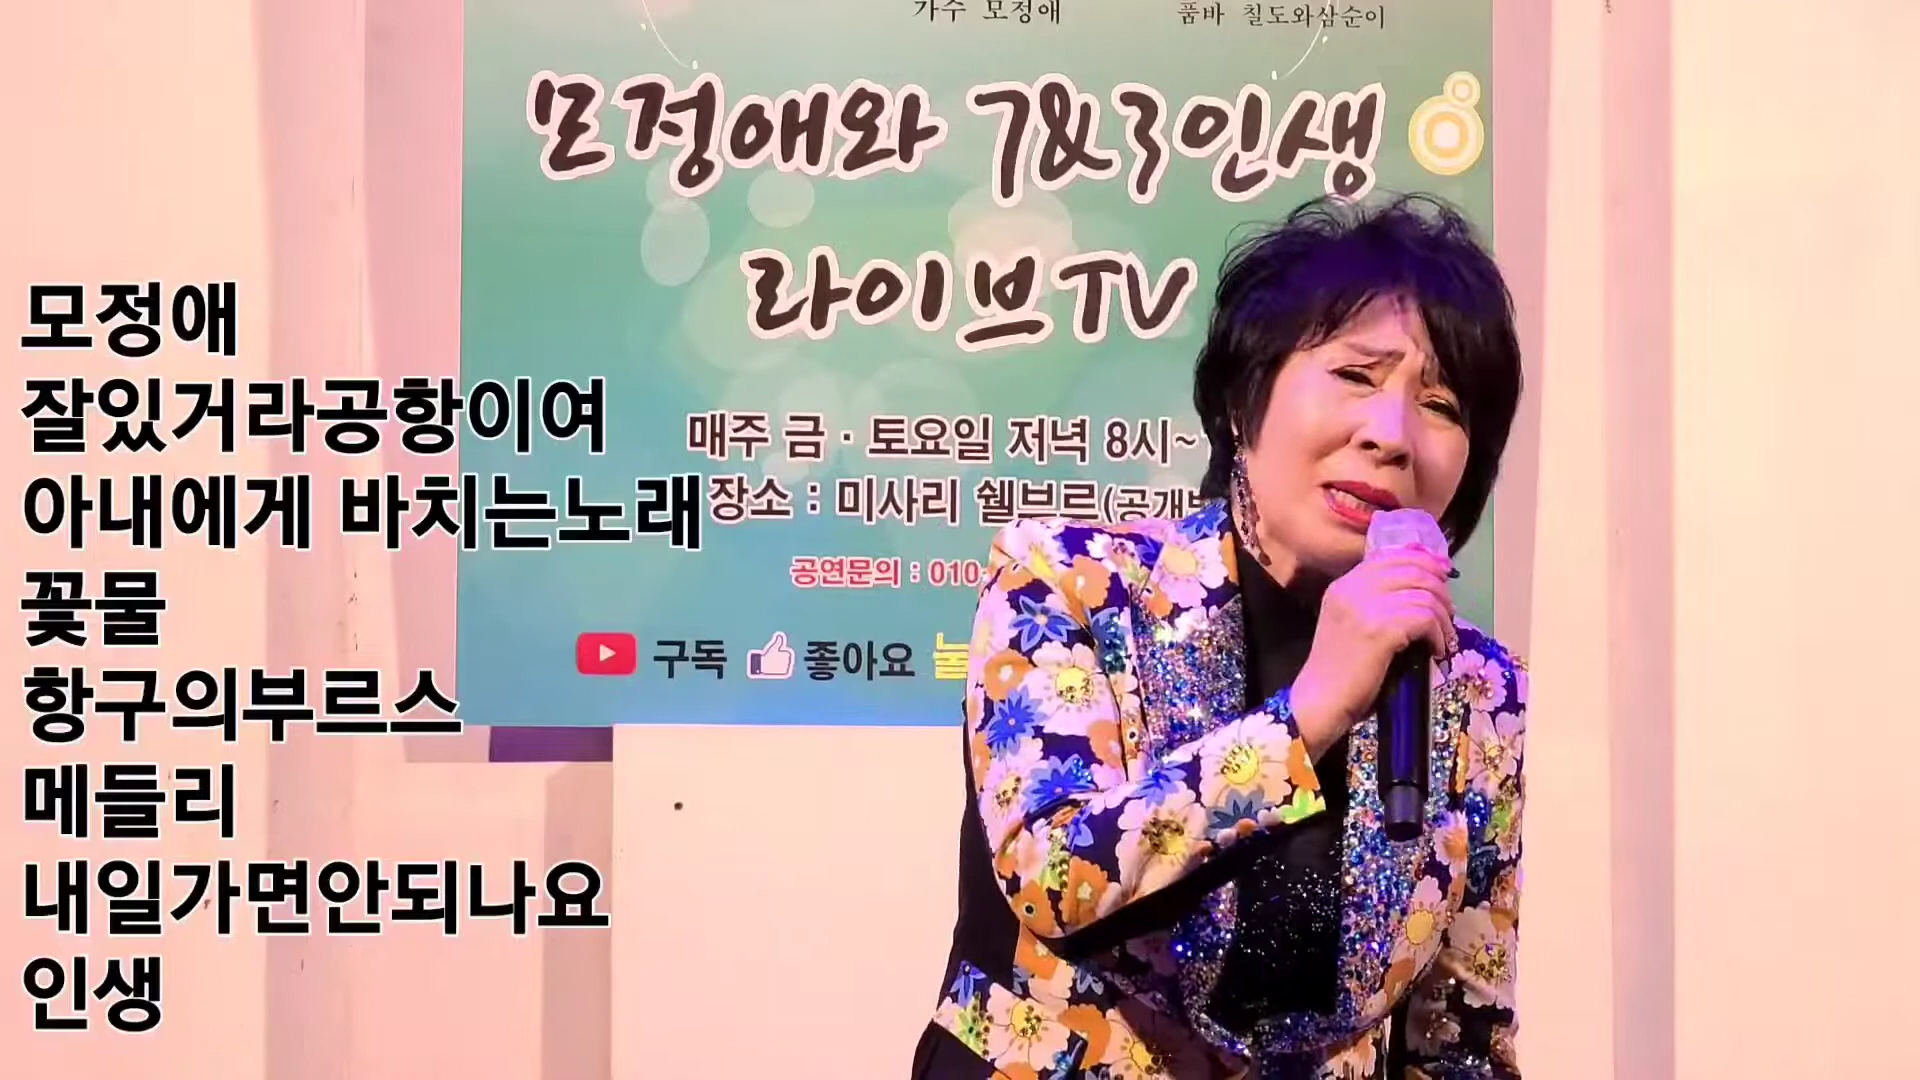 가수 모정애 품바 칠도와삼순이
모정애와 7&3인생
라이브TV
매주 금·토요일 저녁 8시~
장소 : 미사리 쉘브르(공개
공연문의 : 010-
구독 좋아요 눌
모정애
잘있거라공항이여
아내에게 바치는노래
꽃물
항구의부르스
메들리
내일가면안되나요
인생